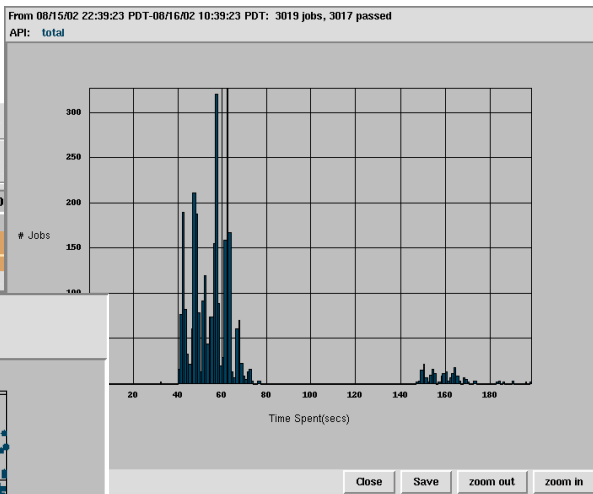 From 08/15/02 22:39:23 PDT-08/16/02 10:39:23 PDT: 3019 jobs, 3017 passed
API: total
300
250
200
# Jobs
150
100
20 40 60 80 100 120 140 160 180
Time Spent(secs)
Close Save zoom out zoom in